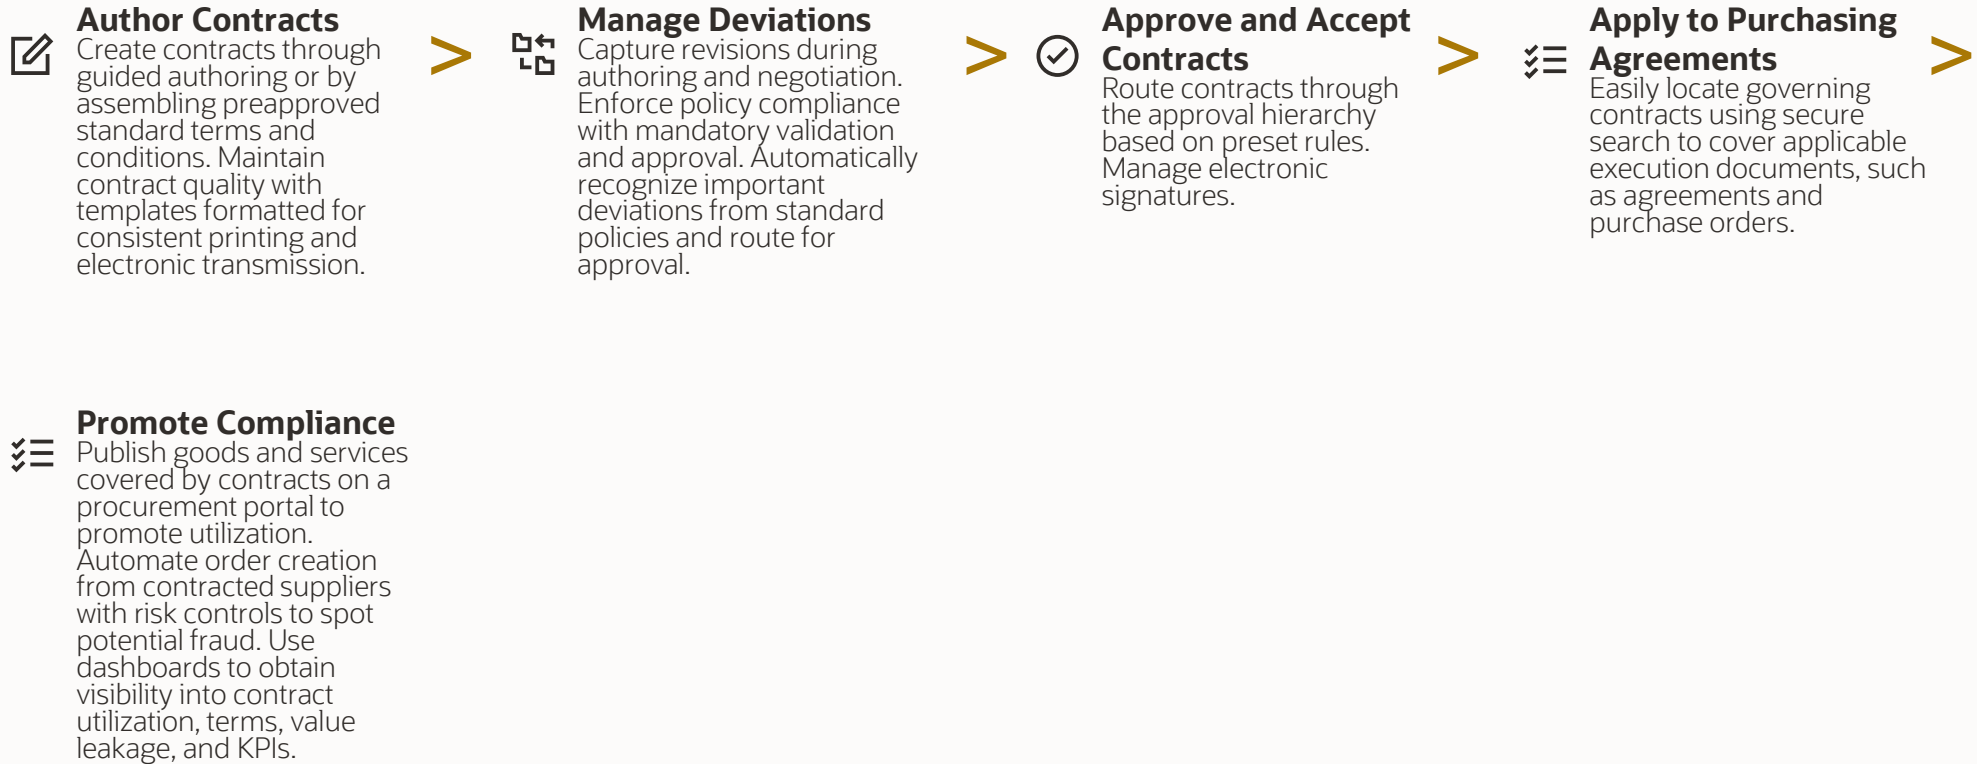 Author Contracts
Create contracts through
guided authoring or by
assembling preapproved
standard terms and
conditions. Maintain
contract quality with
templates formatted for
consistent printing and
electronic transmission.
>
Manage Deviations
Capture revisions during
authoring and negotiation.
Enforce policy compliance
with mandatory validation
and approval. Automatically
recognize important
deviations from standard
policies and route for
approval.
>
Approve and Accept
Contracts
Route contracts through
the approval hierarchy
based on preset rules.
Manage electronic
signatures.
>
Apply to Purchasing
Agreements
Easily locate governing
contracts using secure
search to cover applicable
execution documents, such
as agreements and
purchase orders.
>
Promote Compliance
Publish goods and services
covered by contracts on a
procurement portal to
promote utilization.
Automate order creation
from contracted suppliers
with risk controls to spot
potential fraud. Use
dashboards to obtain
visibility into contract
utilization, terms, value
leakage, and KPIs.